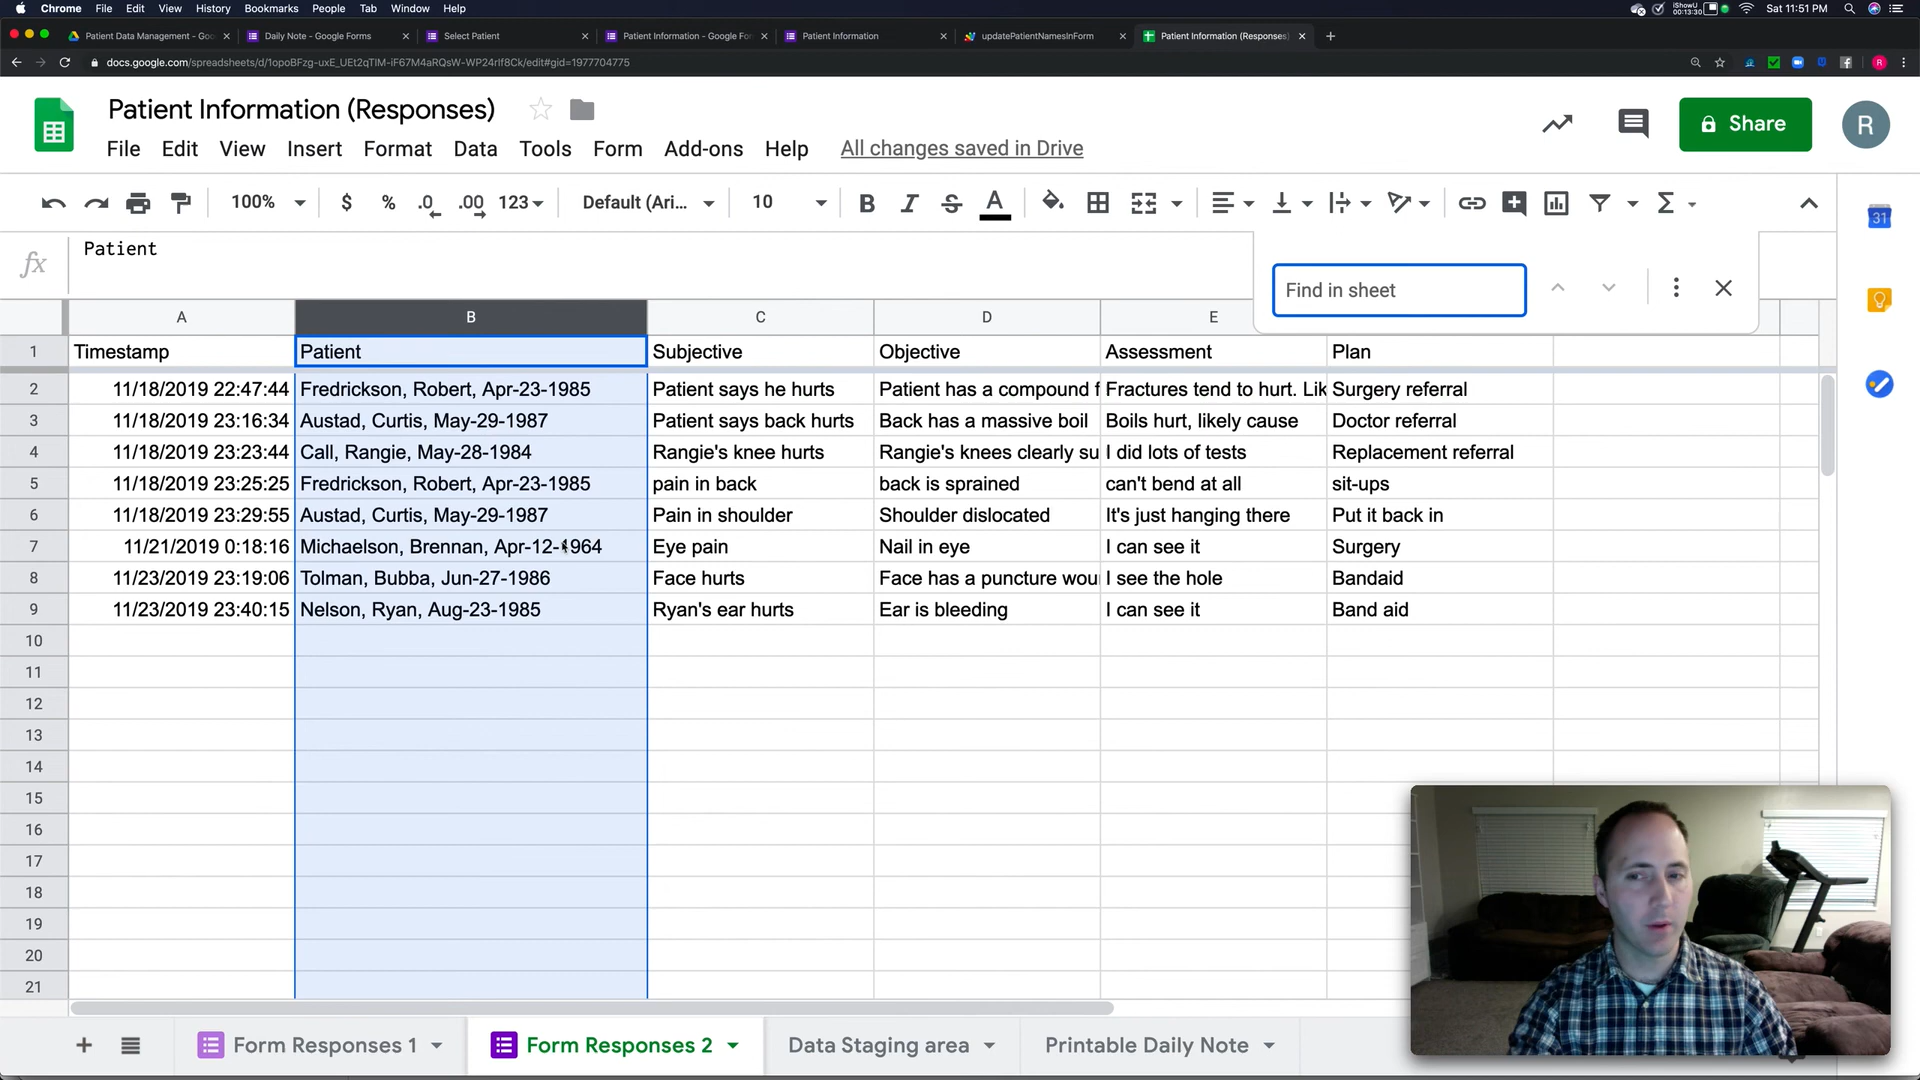 Chrome File Edit View History Bookmarks People Tab Window Help
iShowU 00:13:30 Sat 11:51 PM
Patient Data Management - Goo Daily Note - Google Forms Select Patient Patient Information - Google For Patient Information updatePatientNamesInForm Patient Information (Responses)
docs.google.com/spreadsheets/d/1opoBFzg-uxE_UEt2qTIM-iF67M4aRQsW-WP24rIf8Ck/edit#gid=1977704775
Patient Information (Responses)
File Edit View Insert Format Data Tools Form Add-ons Help All changes saved in Drive
Share
R
100% $ % .0 .00 123 Default (Ari... 10 B I S A
31
fx Patient
Find in sheet
A B C D E
1 Timestamp Patient Subjective Objective Assessment Plan
2 11/18/2019 22:47:44 Fredrickson, Robert, Apr-23-1985 Patient says he hurts Patient has a compound f Fractures tend to hurt. Lik Surgery referral
3 11/18/2019 23:16:34 Austad, Curtis, May-29-1987 Patient says back hurts Back has a massive boil Boils hurt, likely cause Doctor referral
4 11/18/2019 23:23:44 Call, Rangie, May-28-1984 Rangie's knee hurts Rangie's knees clearly su I did lots of tests Replacement referral
5 11/18/2019 23:25:25 Fredrickson, Robert, Apr-23-1985 pain in back back is sprained can't bend at all sit-ups
6 11/18/2019 23:29:55 Austad, Curtis, May-29-1987 Pain in shoulder Shoulder dislocated It's just hanging there Put it back in
7 11/21/2019 0:18:16 Michaelson, Brennan, Apr-12-1964 Eye pain Nail in eye I can see it Surgery
8 11/23/2019 23:19:06 Tolman, Bubba, Jun-27-1986 Face hurts Face has a puncture wou I see the hole Bandaid
9 11/23/2019 23:40:15 Nelson, Ryan, Aug-23-1985 Ryan's ear hurts Ear is bleeding I can see it Band aid
10
11
12
13
14
15
16
17
18
19
20
21
Form Responses 1 Form Responses 2 Data Staging area Printable Daily Note